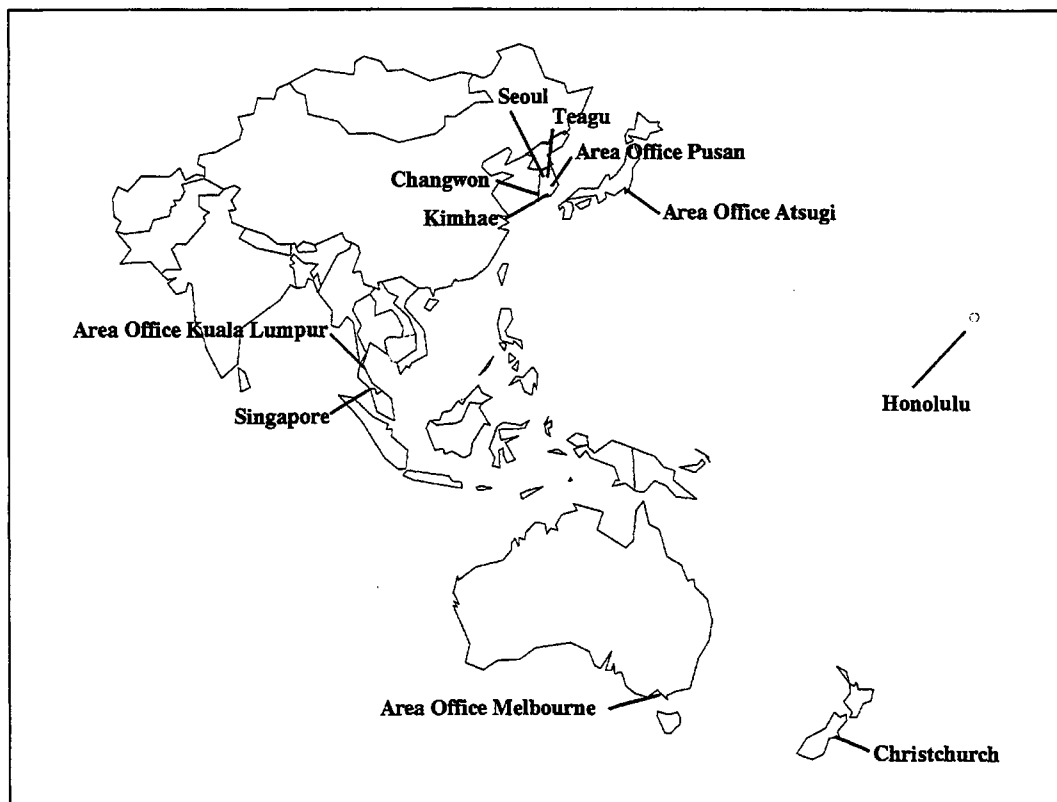 Seoul
Teagu
Area Office Pusan
Changwon
Kimhae
Area Office Atsugi
Area Office Kuala Lumpur
Singapore
Honolulu
Area Office Melbourne
Christchurch